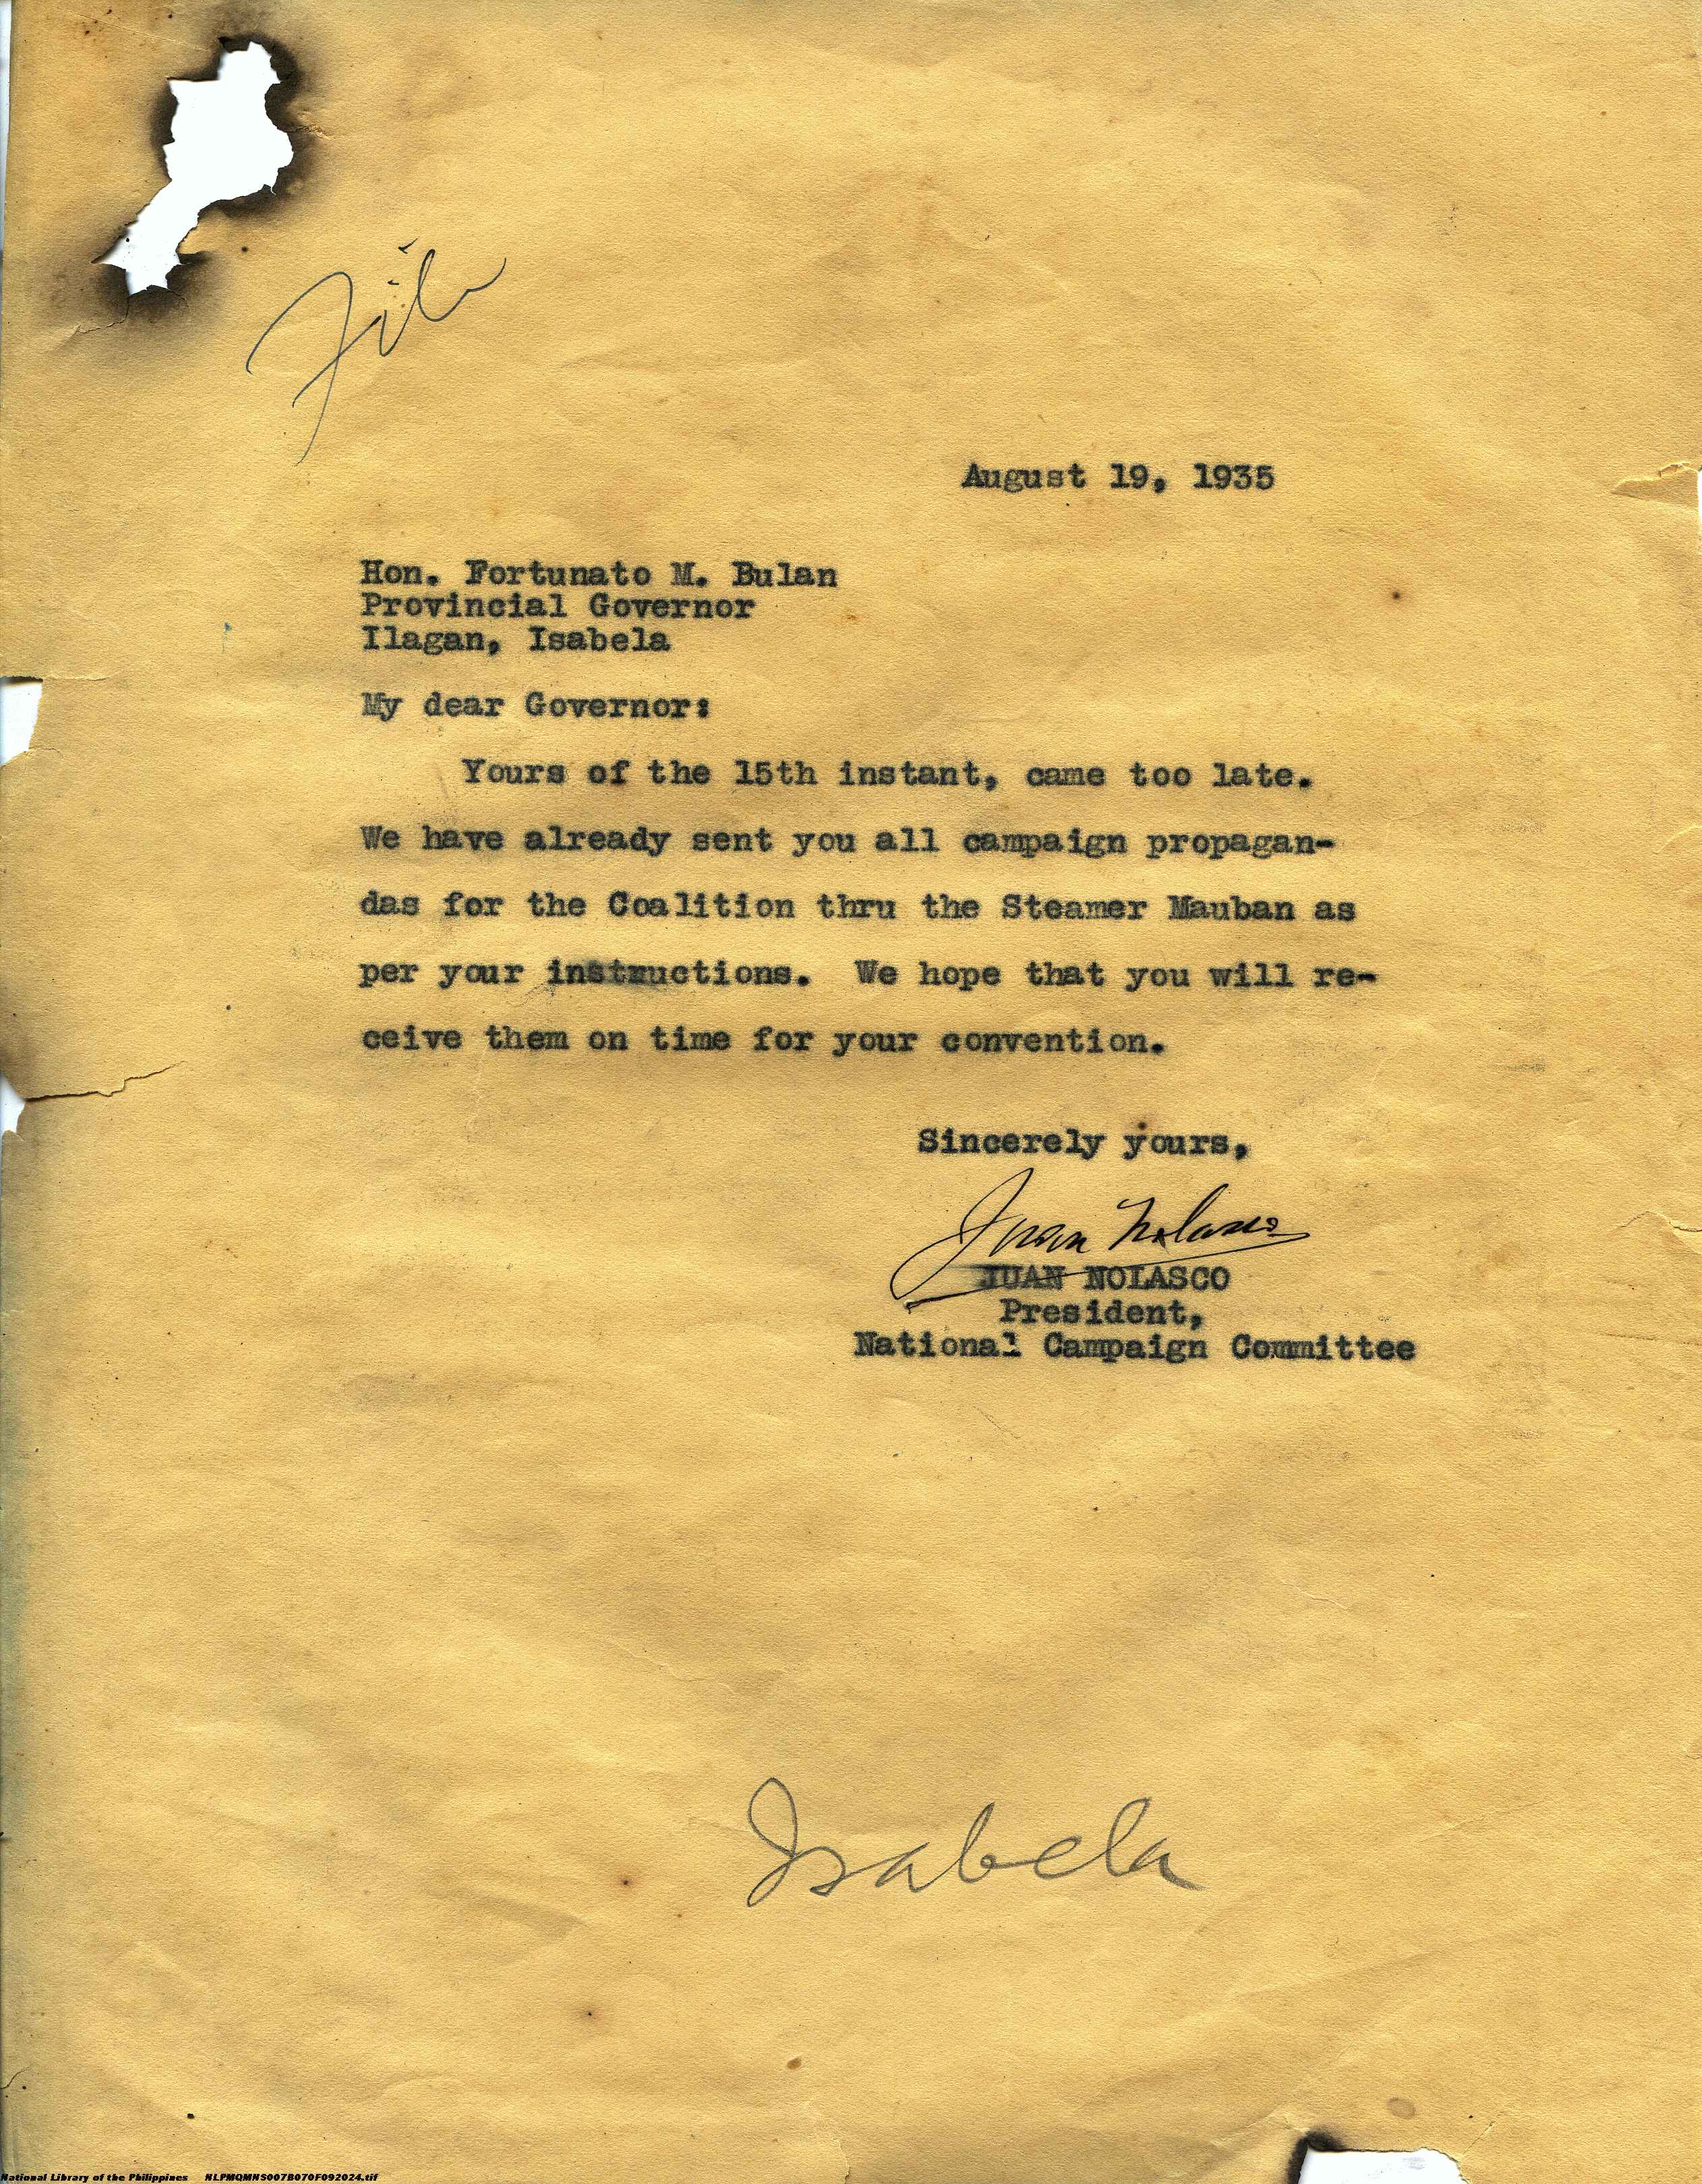 File
August 19, 1935
Hon. Fortunato M. Bulan
Provincial Governor
Ilagan, Isabela
My dear Governor:
Yours of the 15th instant, came too late.
We have already sent you all campaign propagan-
das for the Coalition thru the Steamer Mauban as
per your instructions. We hope that you will re-
ceive them on time for your convention.
Sincerely yours,
Juan Nolasco
JUAN NOLASCO
President,
National Campaign Committee
Isabela
National Library of the Philippines NLPMQMNS007B070F092024.tif